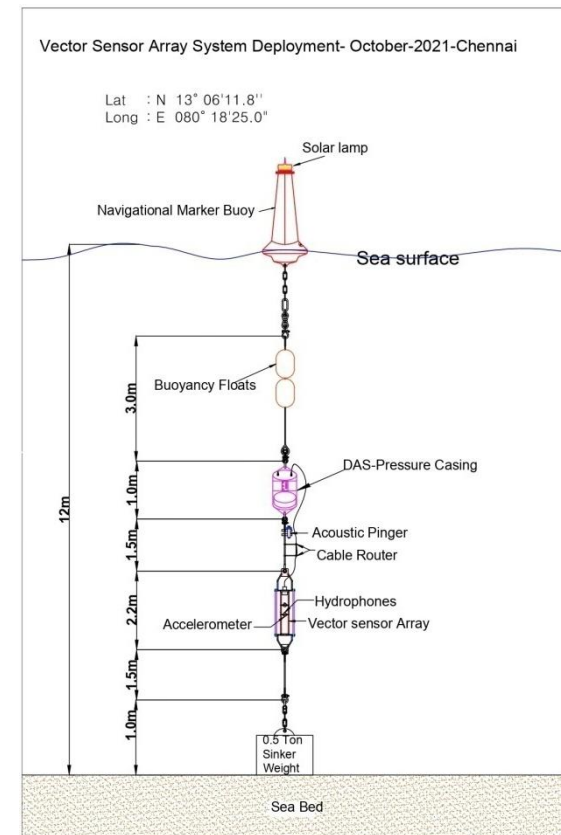 Vector Sensor Array System Deployment- October-2021-Chennai
Lat : N 13° 06'11.8''
Long : E 080° 18'25.0"
Solar lamp
Navigational Marker Buoy
Sea surface
Buoyancy Floats
3.0m
DAS-Pressure Casing
1.0m
12m
Acoustic Pinger
1.5m
Cable Router
Hydrophones
2.2m
Accelerometer
Vector sensor Array
1.5m
1.0m
0.5 Ton
Sinker
Weight
Sea Bed